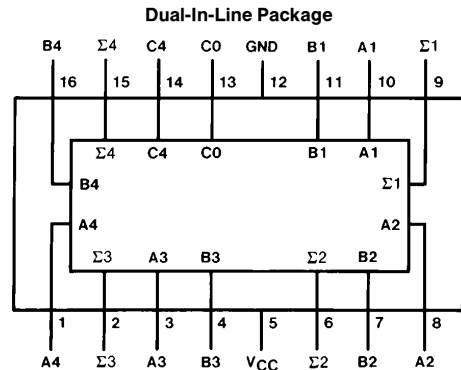 Dual-In-Line Package
B4 Σ4 C4 C0 GND B1 A1 Σ1
16 15 14 13 12 11 10 9
Σ4 C4 C0 B1 A1
B4 Σ1
A4 A2
Σ3 A3 B3 Σ2 B2
1 2 3 4 5 6 7 8
A4 Σ3 A3 B3 VCC Σ2 B2 A2